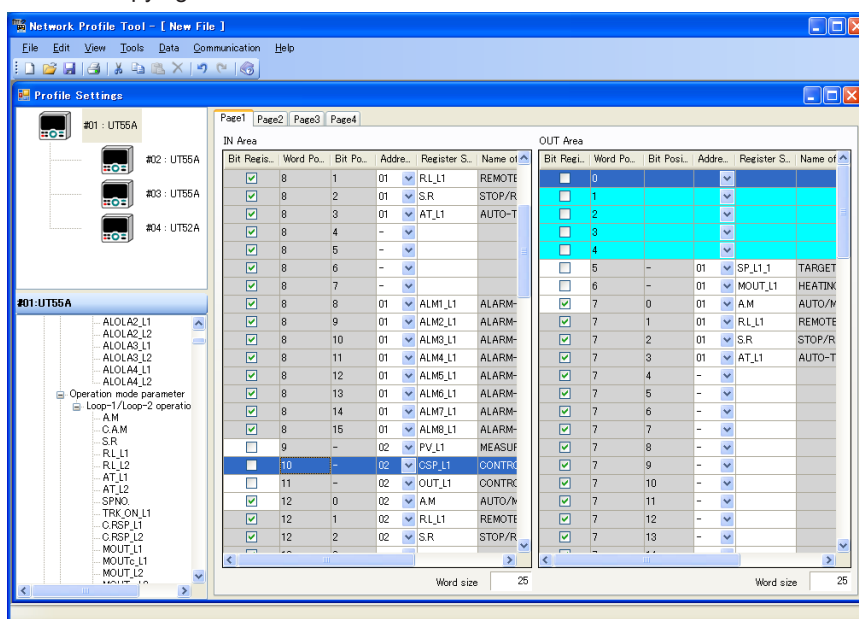 Network Profile Tool - [ New File ]
File Edit View Tools Data Communication Help
Profile Settings
#01 : UT55A
#02 : UT55A
#03 : UT55A
#04 : UT52A
#01:UT55A
ALOLA2_L1
ALOLA2_L2
ALOLA3_L1
ALOLA3_L2
ALOLA4_L1
ALOLA4_L2
Operation mode parameter
Loop-1/Loop-2 operatio
A.M
C.A.M
S.R
R.L_L1
R.L_L2
AT_L1
AT_L2
SPNO.
TRK_ON_L1
C.RSP_L1
C.RSP_L2
MOUT_L1
MOUTc_L1
MOUT_L2
Page1 Page2 Page3 Page4
IN Area
Bit Regis... Word Po... Bit Po... Addre... Register S... Name of
8 1 01 R.L_L1 REMOTE
8 2 01 S.R STOP/R
8 3 01 AT_L1 AUTO-T
8 4 -
8 5 -
8 6 -
8 7 -
8 8 01 ALM1_L1 ALARM-
8 9 01 ALM2_L1 ALARM-
8 10 01 ALM3_L1 ALARM-
8 11 01 ALM4_L1 ALARM-
8 12 01 ALM5_L1 ALARM-
8 13 01 ALM6_L1 ALARM-
8 14 01 ALM7_L1 ALARM-
8 15 01 ALM8_L1 ALARM-
9 - 02 PV_L1 MEASUF
10 - 02 CSP_L1 CONTRO
11 - 02 OUT_L1 CONTRO
12 0 02 A.M AUTO/M
12 1 02 R.L_L1 REMOTE
12 2 02 S.R STOP/R
Word size 25
OUT Area
Bit Regi... Word Po... Bit Posi... Addre... Register S... Name of
0
1
2
3
4
5 - 01 SP_L1_1 TARGET
6 - 01 MOUT_L1 HEATING
7 0 01 A.M AUTO/M
7 1 01 R.L_L1 REMOTE
7 2 01 S.R STOP/R
7 3 01 AT_L1 AUTO-T
7 4 -
7 5 -
7 6 -
7 7 -
7 8 -
7 9 -
7 10 -
7 11 -
7 12 -
7 13 -
Word size 25